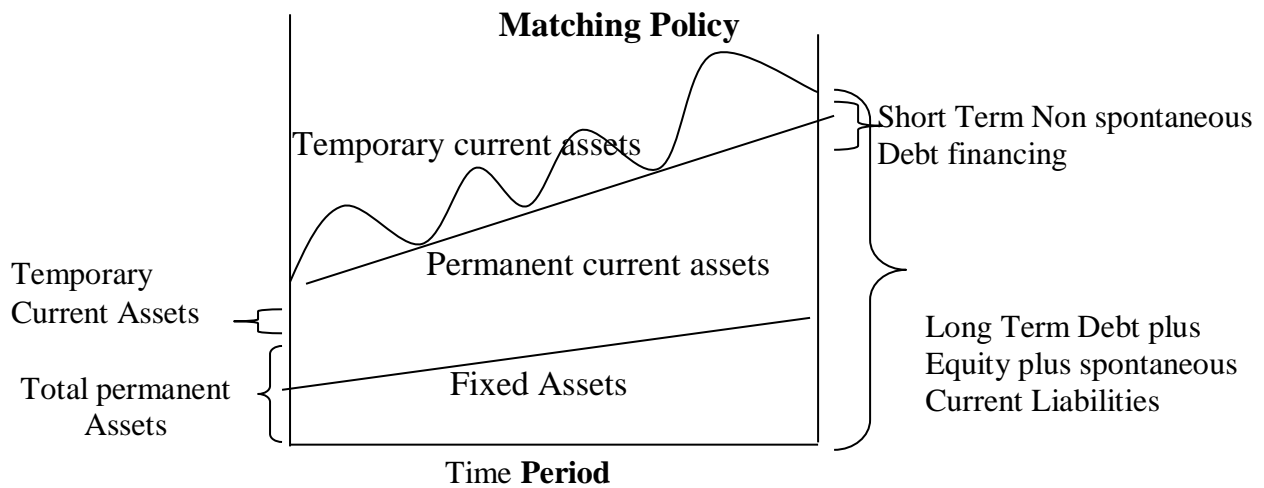 Matching Policy
Temporary current assets
Short Term Non spontaneous
Debt financing
Permanent current assets
Temporary
Current Assets
Long Term Debt plus
Equity plus spontaneous
Current Liabilities
Total permanent
Assets
Fixed Assets
Time Period